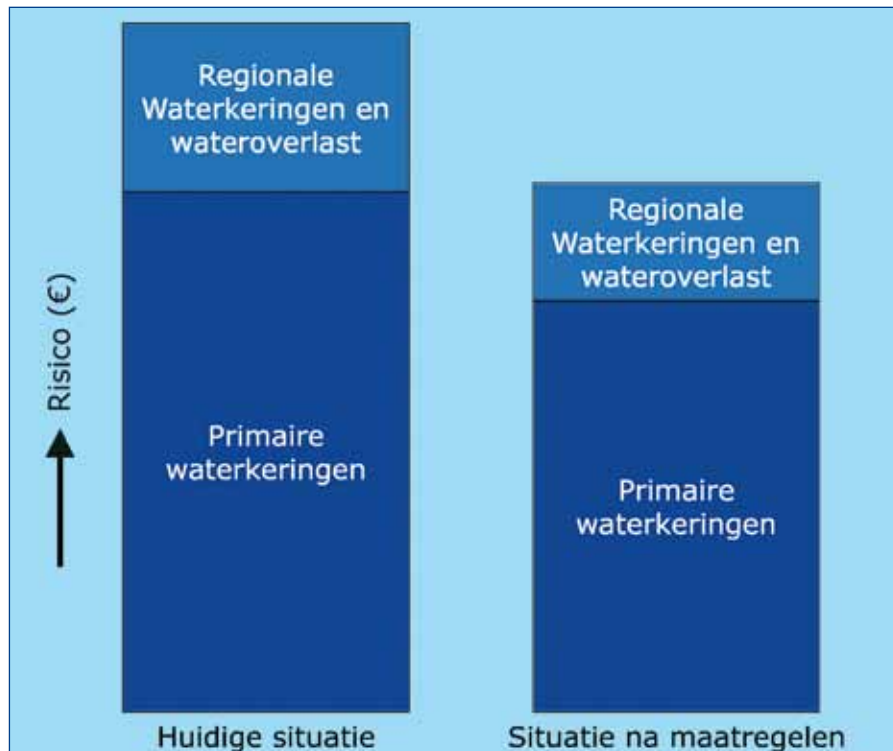 Regionale
Waterkeringen en
wateroverlast
Primaire
waterkeringen
Huidige situatie
Regionale
Waterkeringen en
wateroverlast
Primaire
waterkeringen
Situatie na maatregelen
Risico (€)